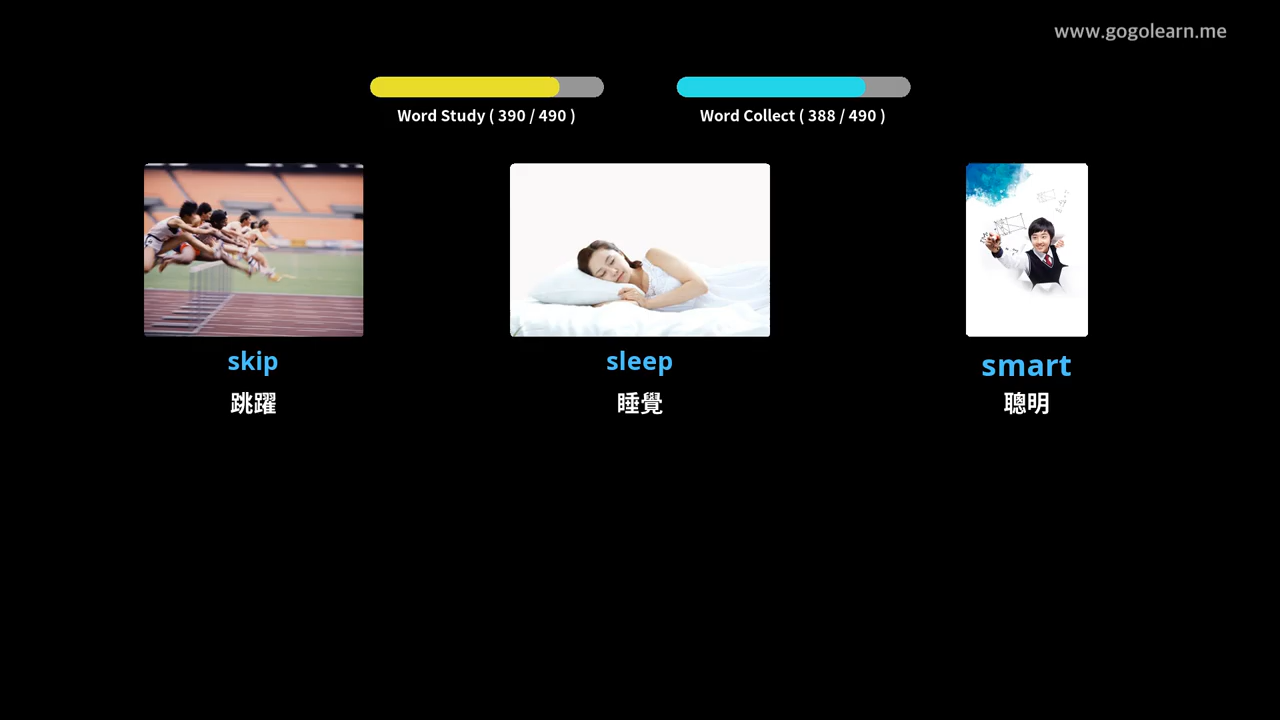 www.gogolearn.me
Word Study ( 390 / 490 )
Word Collect ( 388 / 490 )
skip
跳躍
sleep
睡覺
smart
聰明